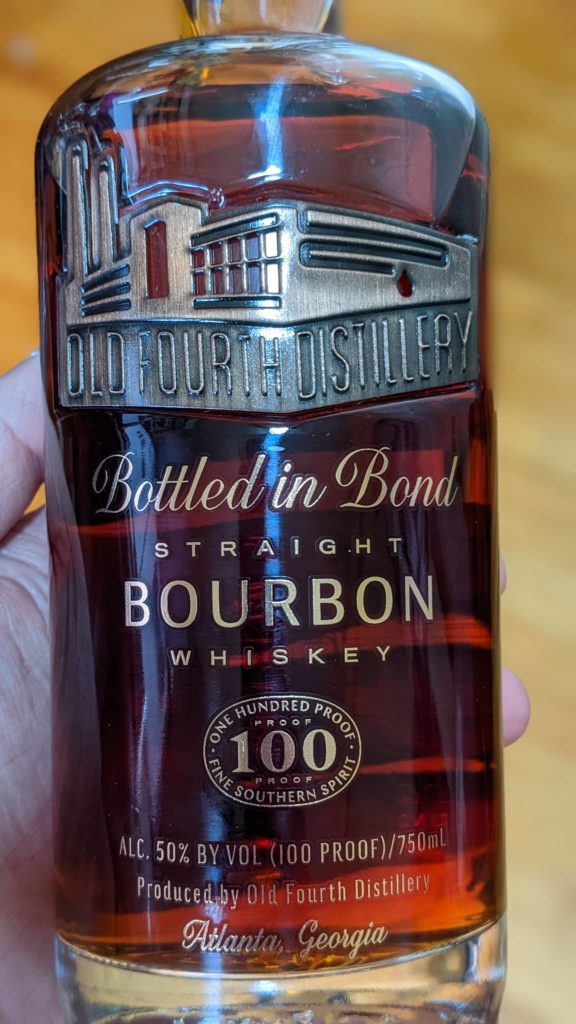 OLD FOURTH DISTILLERY
Bottled in Bond
STRAIGHT
BOURBON
WHISKEY
ONE HUNDRED PROOF
PROOF
100
PROOF
FINE SOUTHERN SPIRIT
ALC. 50% BY VOL (100 PROOF)/750mL
Produced by Old Fourth Distillery
Atlanta, Georgia